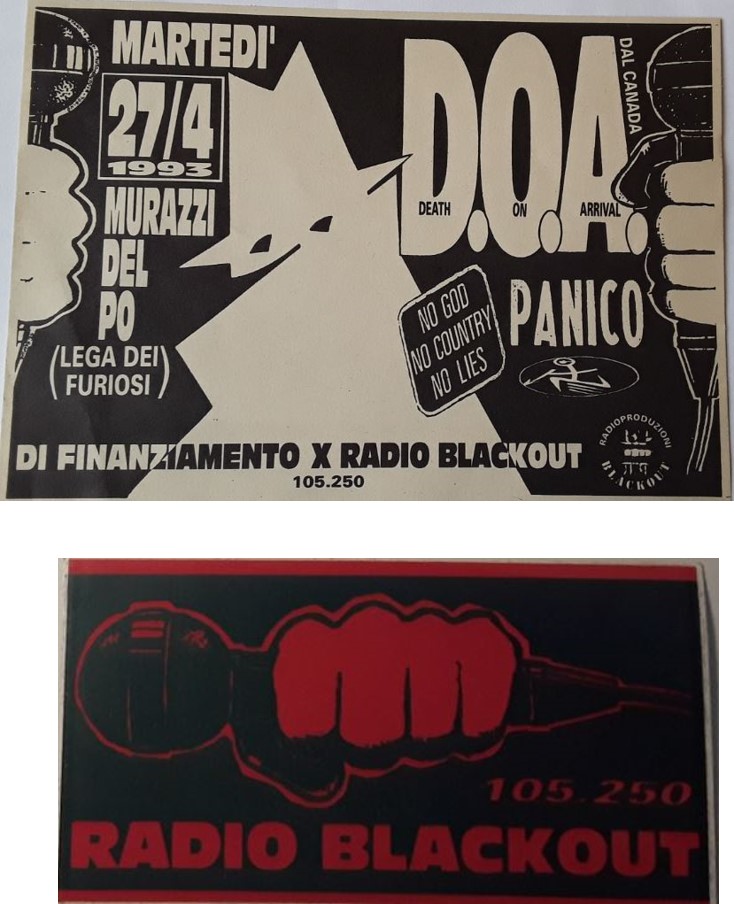 MARTEDI'
27/4
1993
MURAZZI
DEL
PO
(LEGA DEI
FURIOSI)
D.O.A.
DEATH ON ARRIVAL
DAL CANADA
NO GOD
NO COUNTRY
NO LIES
PANICO
DI FINANZIAMENTO X RADIO BLACKOUT
105.250
RADIOPRODUZIONI
BLACKOUT
105.250
RADIO BLACKOUT